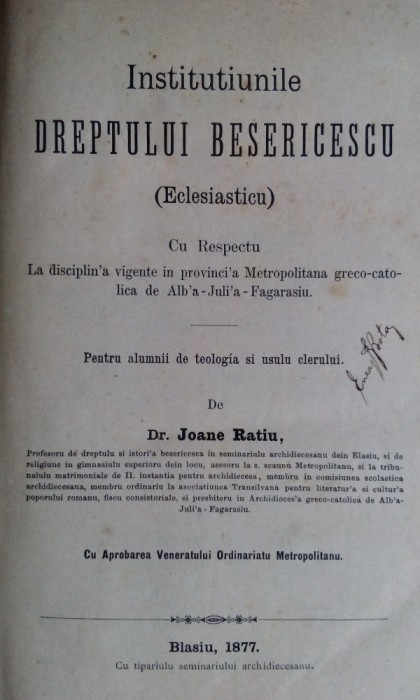 Institutiunile
DREPTULUI BESERICESCU
(Eclesiasticu)
Cu Respectu
La disciplin'a vigente in provinci'a Metropolitana greco-cato-
lica de Alb'a-Juli'a-Fagarasiu.
Pentru alumnii de teología si usulu clerului.
De
Dr. Joane Ratiu,
Profesoru de dreptulu si istori'a besericesca in seminariulu archidiecesanu dein Blasiu, si de
religiune in gimnasiulu superioru dein locu, asesoru la s. scaunu Metropolitanu, si la tribu-
nalulu matrimoniale de II. instantia pentru archidiecesa, membru in comisiunea scolastica
archidiecesana, membru ordinariu la asociatiunea Transilvana pentru literatur'a si cultur'a
poporului romanu, fiscu consistoriale, si presbiteru in Archidieces'a greco-catolica de Alb'a-
Juli'a-Fagarasiu.
Cu Aprobarea Veneratului Ordinariatu Metropolitanu.
Blasiu, 1877.
Cu tipariulu seminariului archidiecesanu.